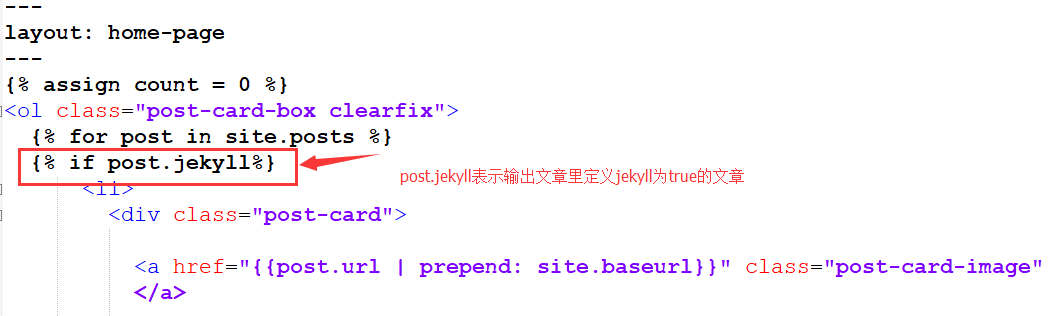 ---
layout: home-page
---
{% assign count = 0 %}
<ol class="post-card-box clearfix">
{% for post in site.posts %}
{% if post.jekyll%}
post.jekyll表示输出文章里定义jekyll为true的文章
<li>
<div class="post-card">
<a href="{{post.url | prepend: site.baseurl}}" class="post-card-image"
</a>